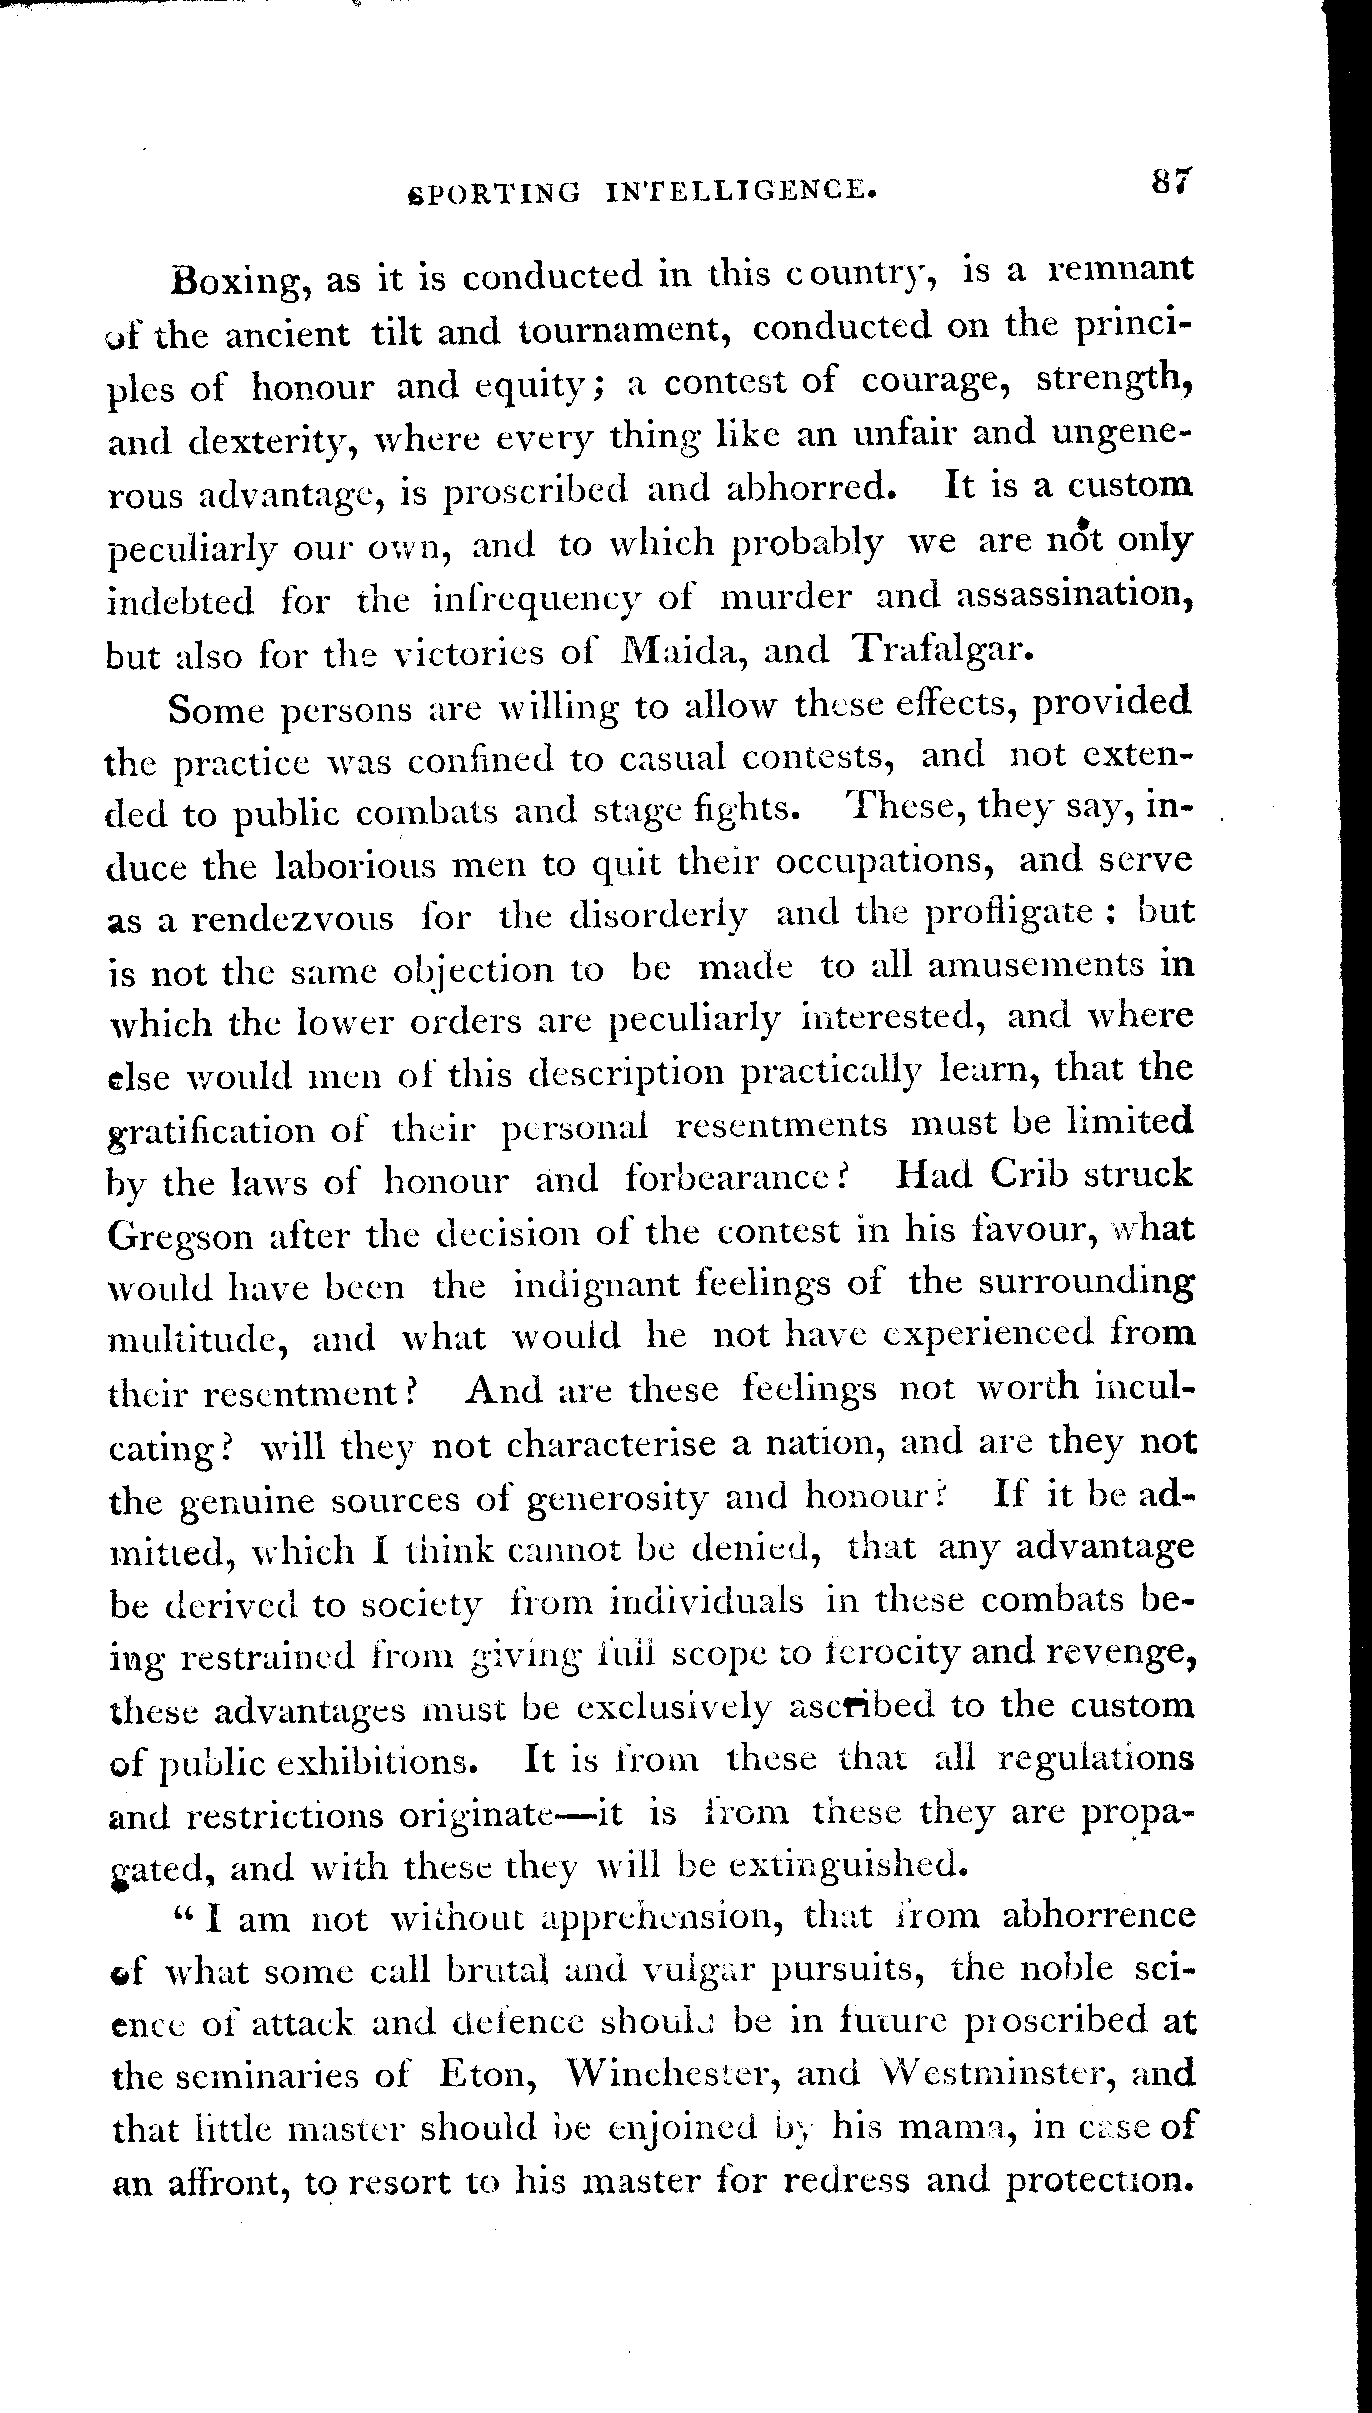 SPORTING INTELLIGENCE. 87
Boxing, as it is conducted in this country, is a remnant
of the ancient tilt and tournament, conducted on the princi-
ples of honour and equity; a contest of courage, strength,
and dexterity, where every thing like an unfair and ungene-
rous advantage, is proscribed and abhorred. It is a custom
peculiarly our own, and to which probably we are not only
indebted for the infrequency of murder and assassination,
but also for the victories of Maida, and Trafalgar.
Some persons are willing to allow these effects, provided
the practice was confined to casual contests, and not exten-
ded to public combats and stage fights. These, they say, in-
duce the laborious men to quit their occupations, and serve
as a rendezvous for the disorderly and the profligate; but
is not the same objection to be made to all amusements in
which the lower orders are peculiarly interested, and where
else would men of this description practically learn, that the
gratification of their personal resentments must be limited
by the laws of honour and forbearance? Had Crib struck
Gregson after the decision of the contest in his favour, what
would have been the indignant feelings of the surrounding
multitude, and what would he not have experienced from
their resentment? And are these feelings not worth incul-
cating? will they not characterise a nation, and are they not
the genuine sources of generosity and honour? If it be ad-
mitted, which I think cannot be denied, that any advantage
be derived to society from individuals in these combats be-
ing restrained from giving full scope to ferocity and revenge,
these advantages must be exclusively ascribed to the custom
of public exhibitions. It is from these that all regulations
and restrictions originate—it is from these they are propa-
gated, and with these they will be extinguished.
“ I am not without apprehension, that from abhorrence
of what some call brutal and vulgar pursuits, the noble sci-
ence of attack and defence should be in future proscribed at
the seminaries of Eton, Winchester, and Westminster, and
that little master should be enjoined by his mama, in case of
an affront, to resort to his master for redress and protection.